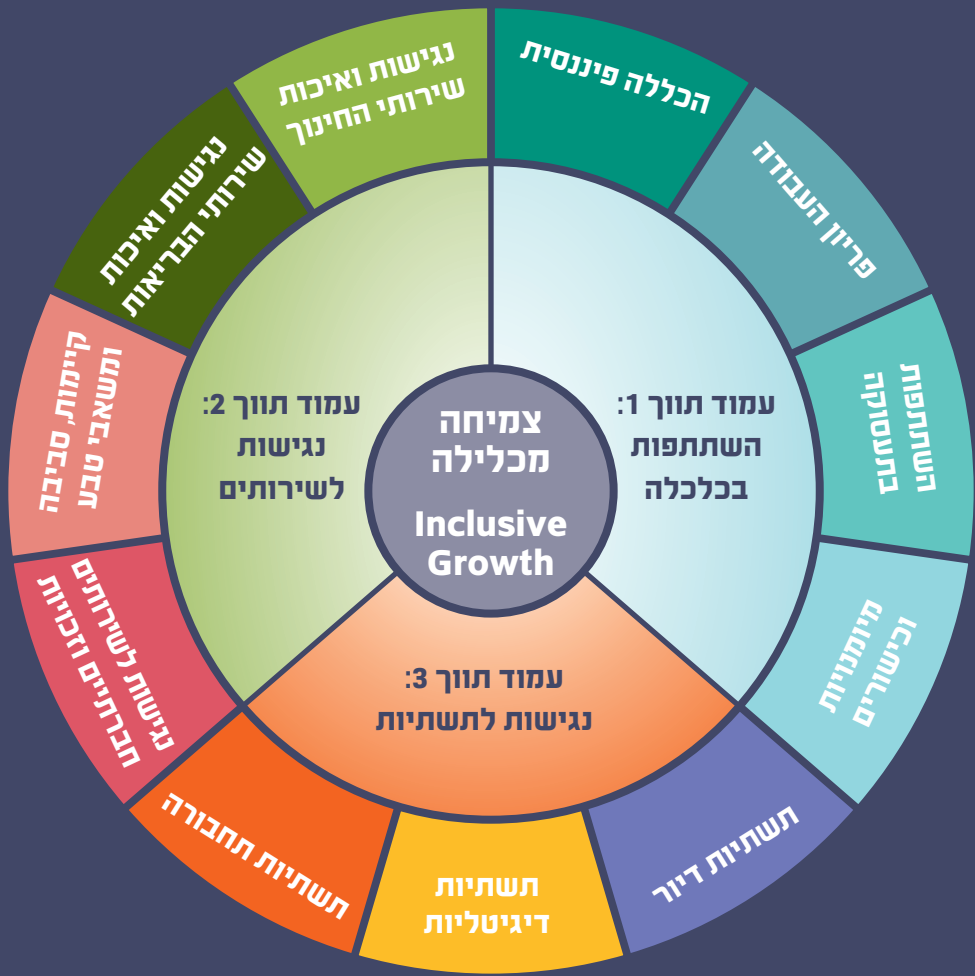 צמיחה
מכלילה
Inclusive
Growth
עמוד תווך 1:
השתתפות
בכלכלה
עמוד תווך 2:
נגישות
לשירותים
עמוד תווך 3:
נגישות לתשתיות
הכללה פיננסית
פריון העבודה
השתתפות
בתעסוקה
מיומנויות
וכישורים
תשתיות דיור
תשתיות
דיגיטליות
תשתיות תחבורה
נגישות לשירותים
חברתיים וזכויות
קיימות, סביבה
ומשאבי טבע
נגישות ואיכות
שירותי הבריאות
נגישות ואיכות
שירותי החינוך